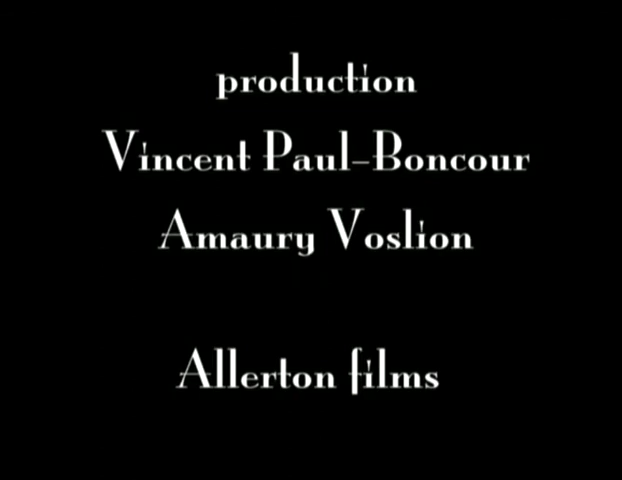 production
Vincent Paul-Boncour
Amaury Voslion
Allerton films